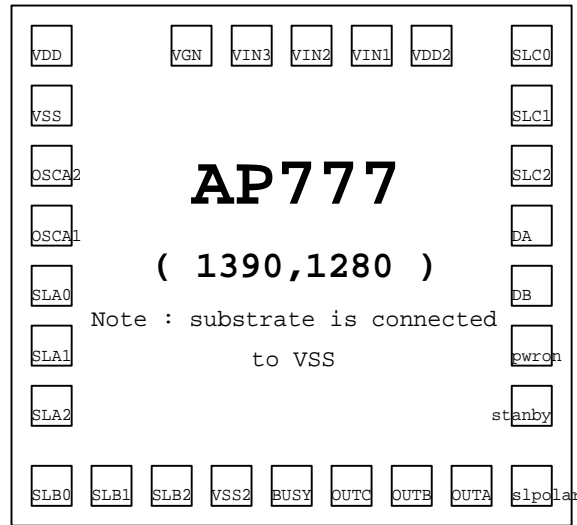 VDD VGN VIN3 VIN2 VIN1 VDD2 SLC0
VSS SLC1
OSCA2 AP777 SLC2
OSCA1 DA
( 1390,1280 )
SLA0 DB
Note : substrate is connected
SLA1 to VSS pwron
SLA2 stanby
SLB0 SLB1 SLB2 VSS2 BUSY OUTC OUTB OUTA slpolar